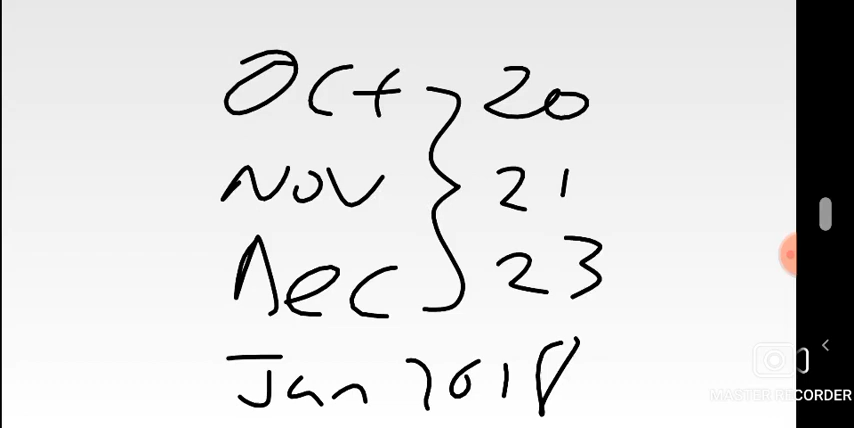 Oct } 20
Nov 21
Dec 23
Jan 2018
MASTER RECORDER